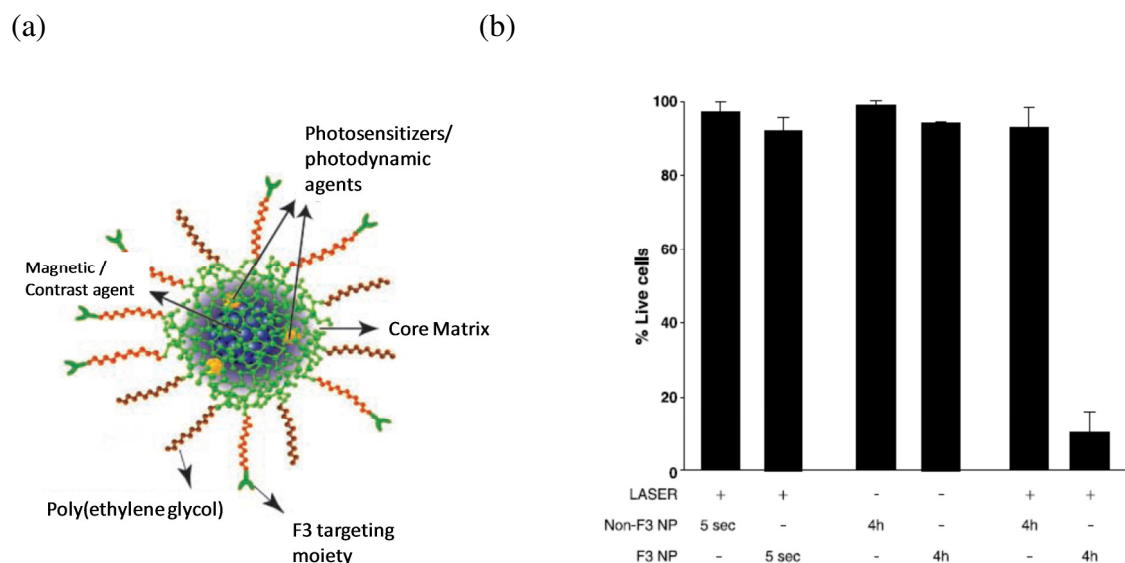 (a)
Photosensitizers/
photodynamic
agents
Magnetic /
Contrast agent
Core Matrix
Poly(ethylene glycol)
F3 targeting
moiety
(b)
% Live cells
100
80
60
40
20
0
LASER + + - - + +
Non-F3 NP 5 sec – 4h – 4h –
F3 NP – 5 sec – 4h – 4h